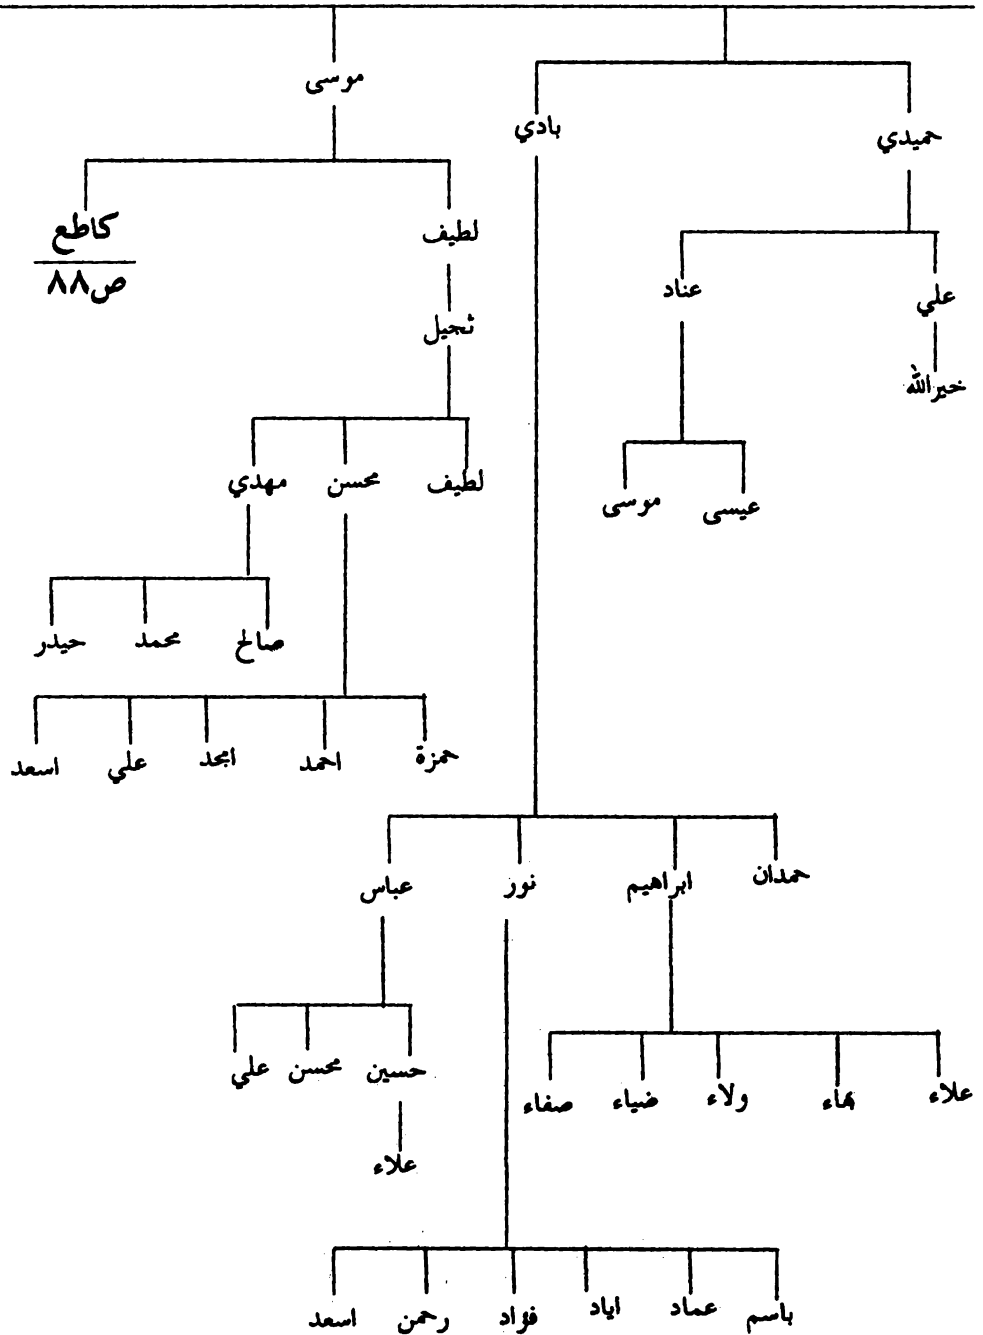 موسى
بادي
حميدي
كاطع
ص٨٨
لطيف
عناد
علي
ثجيل
خيرالله
لطيف
محسن
مهدي
عيسى
موسى
صالح
محمد
حيدر
حمزة
احمد
امجد
علي
اسعد
حمدان
ابراهيم
نور
عباس
حسين
محسن
علي
علاء
بهاء
ولاء
ضياء
صفاء
علاء
باسم
عماد
اياد
فؤاد
رحمن
اسعد